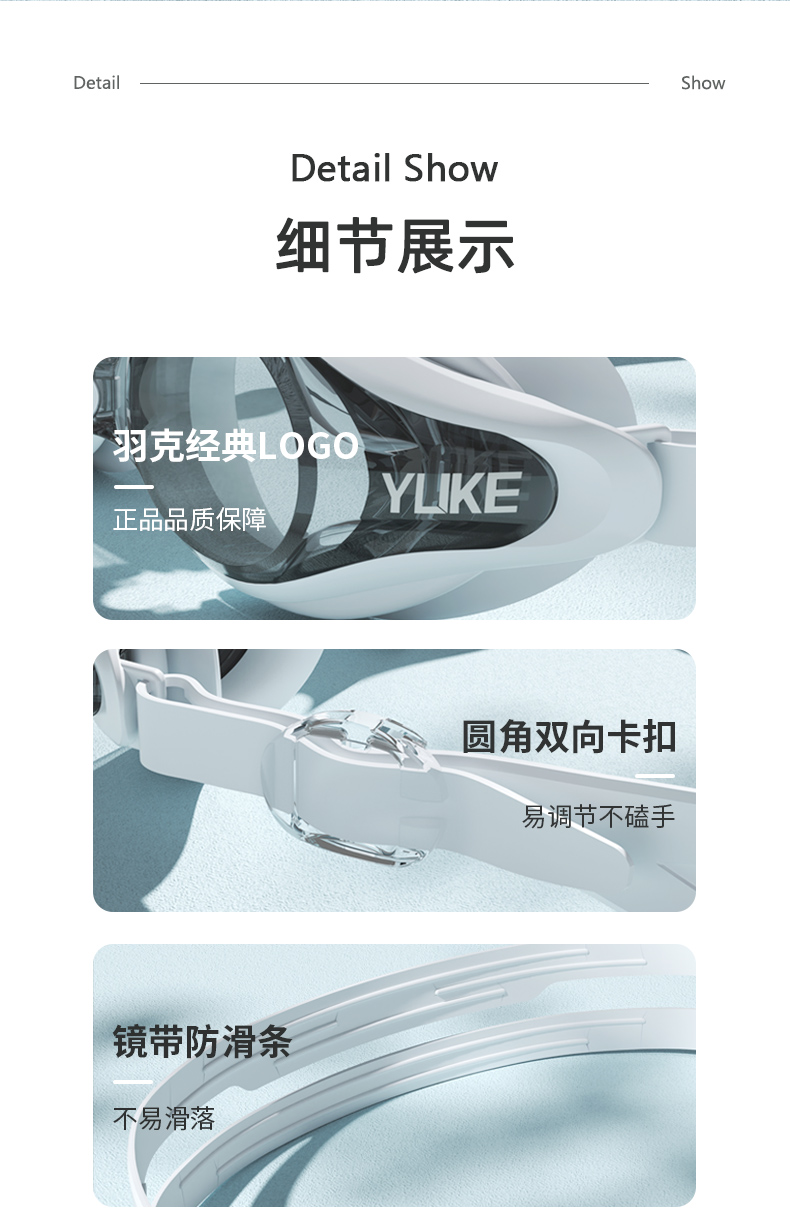 Detail
Show
Detail Show
细节展示
羽克经典LOGO
正品品质保障
YUKE
圆角双向卡扣
易调节不磕手
镜带防滑条
不易滑落